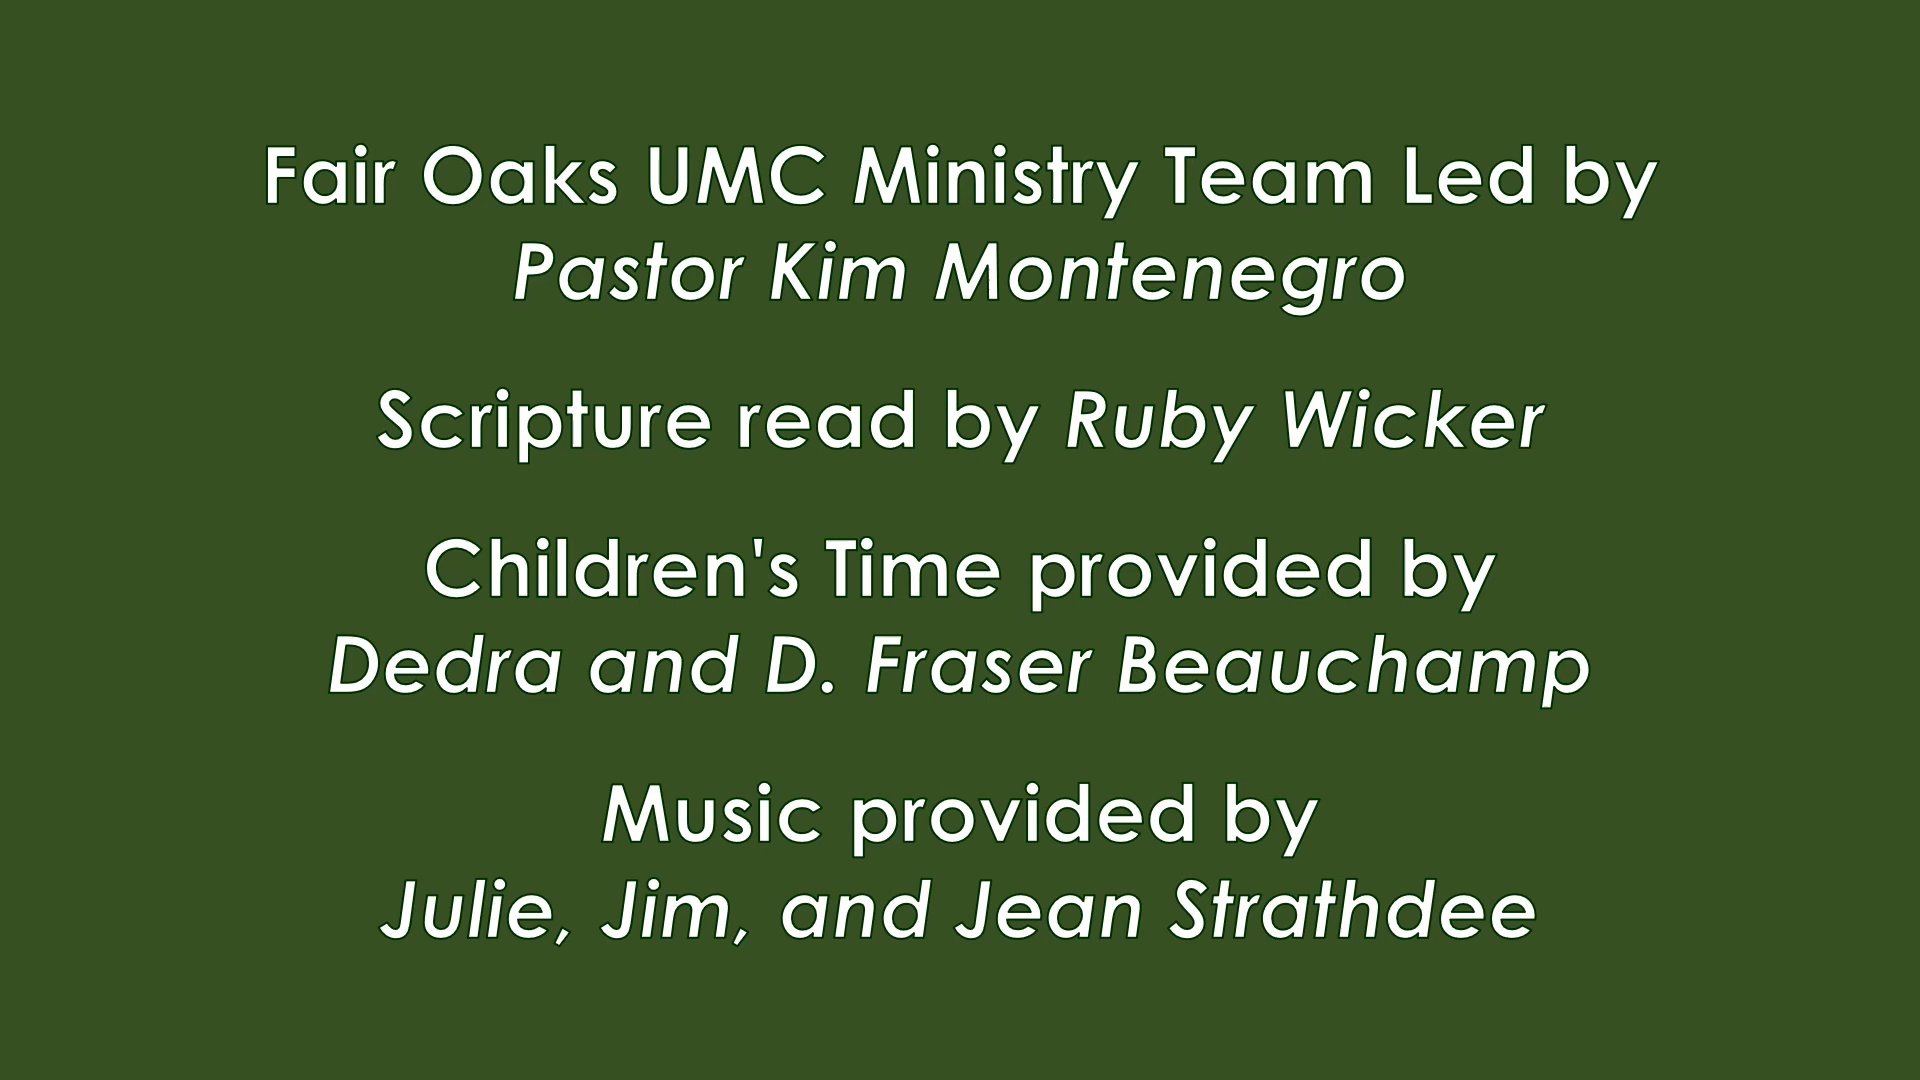 Fair Oaks UMC Ministry Team Led by
Pastor Kim Montenegro
Scripture read by Ruby Wicker
Children's Time provided by
Dedra and D. Fraser Beauchamp
Music provided by
Julie, Jim, and Jean Strathdee